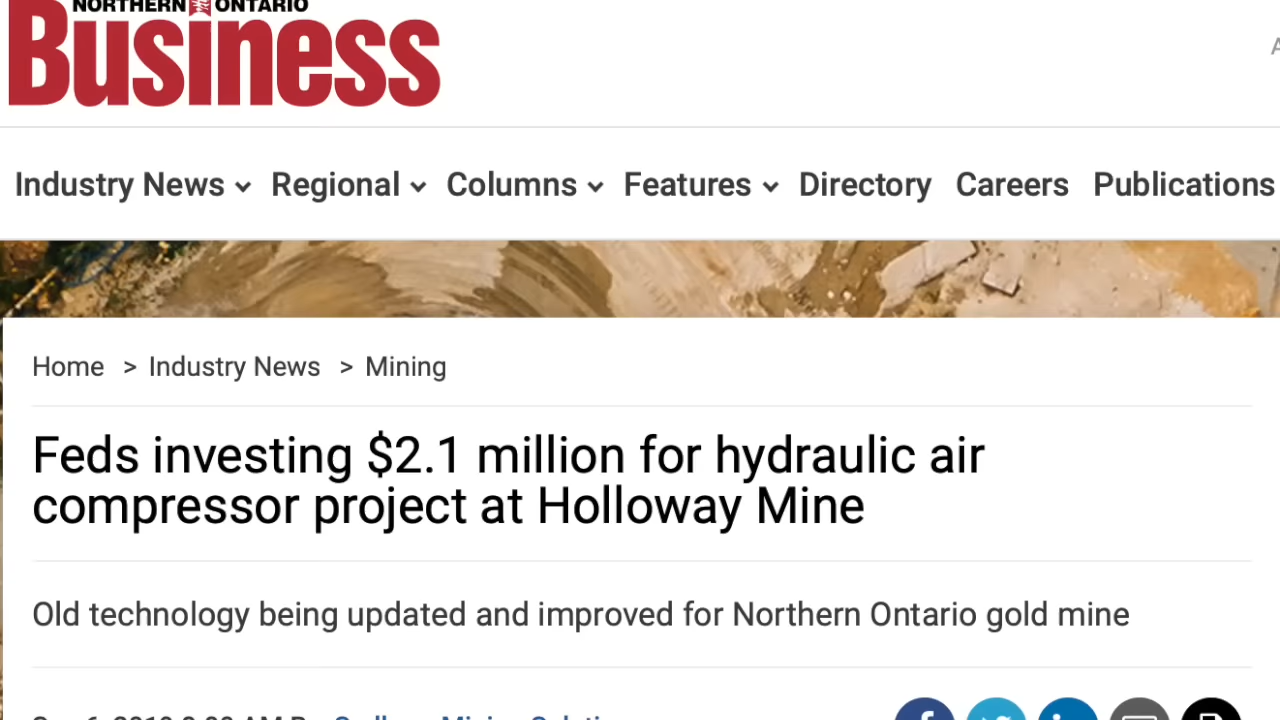 NORTHERN ONTARIO
Business
Industry News Regional Columns Features Directory Careers Publications
Home > Industry News > Mining
Feds investing $2.1 million for hydraulic air
compressor project at Holloway Mine
Old technology being updated and improved for Northern Ontario gold mine